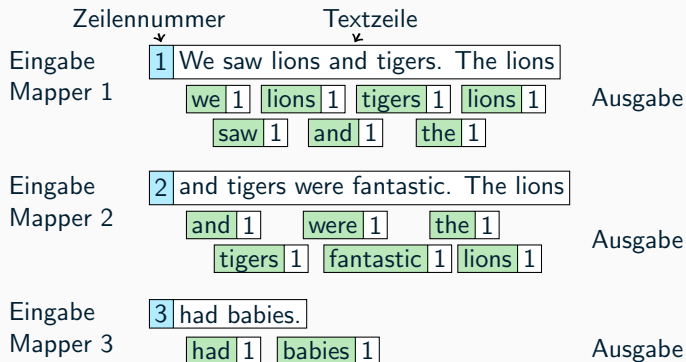 Zeilennummer Textzeile
Eingabe 1 We saw lions and tigers. The lions
Mapper 1 we 1 lions 1 tigers 1 lions 1 Ausgabe
saw 1 and 1 the 1
Eingabe 2 and tigers were fantastic. The lions
Mapper 2 and 1 were 1 the 1
tigers 1 fantastic 1 lions 1 Ausgabe
Eingabe 3 had babies.
Mapper 3 had 1 babies 1 Ausgabe